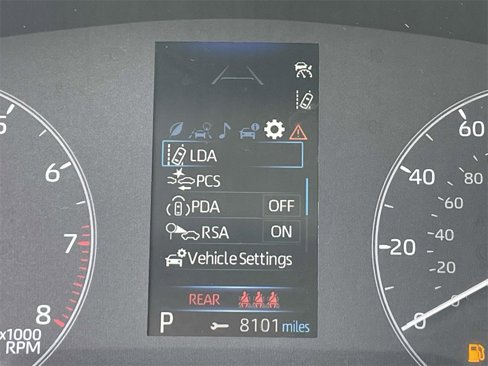 LDA
PCS
PDA OFF
RSA ON
Vehicle Settings
REAR
P 8101 miles
5
6
7
8
x1000
RPM
60
40
20
0
80
60
40
20
0